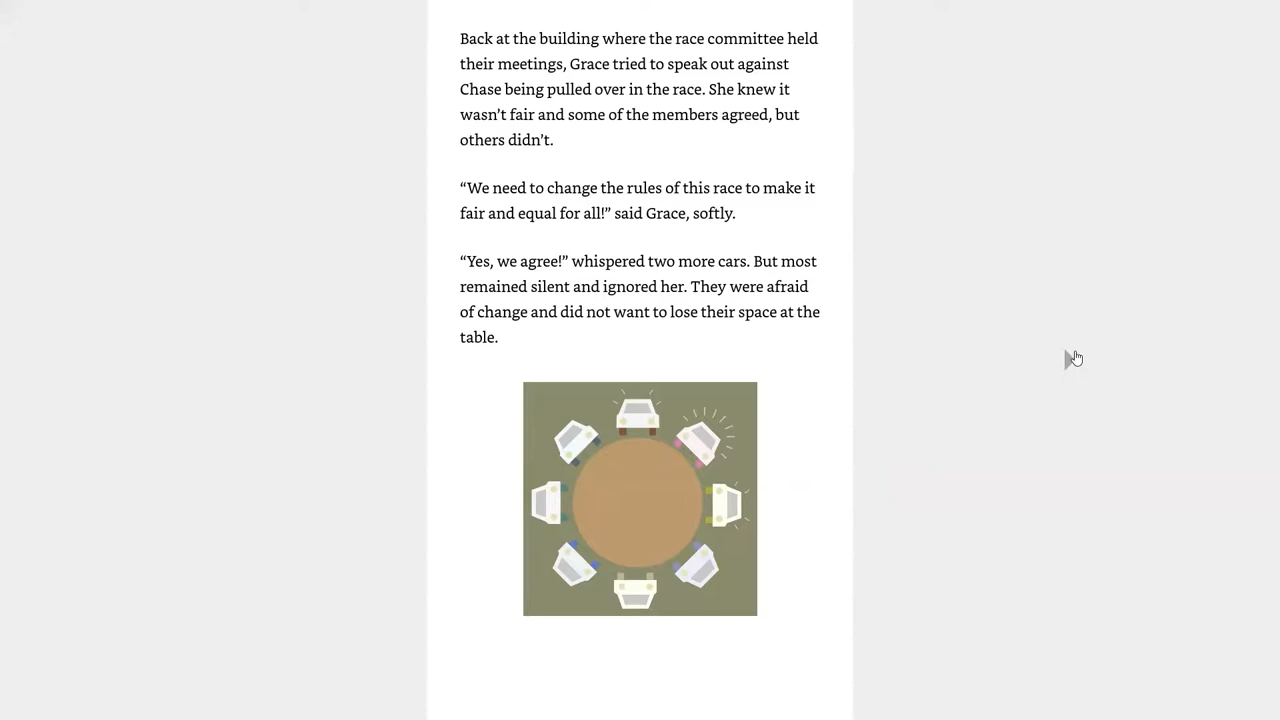 Back at the building where the race committee held
their meetings, Grace tried to speak out against
Chase being pulled over in the race. She knew it
wasn’t fair and some of the members agreed, but
others didn’t.
“We need to change the rules of this race to make it
fair and equal for all!” said Grace, softly.
“Yes, we agree!” whispered two more cars. But most
remained silent and ignored her. They were afraid
of change and did not want to lose their space at the
table.